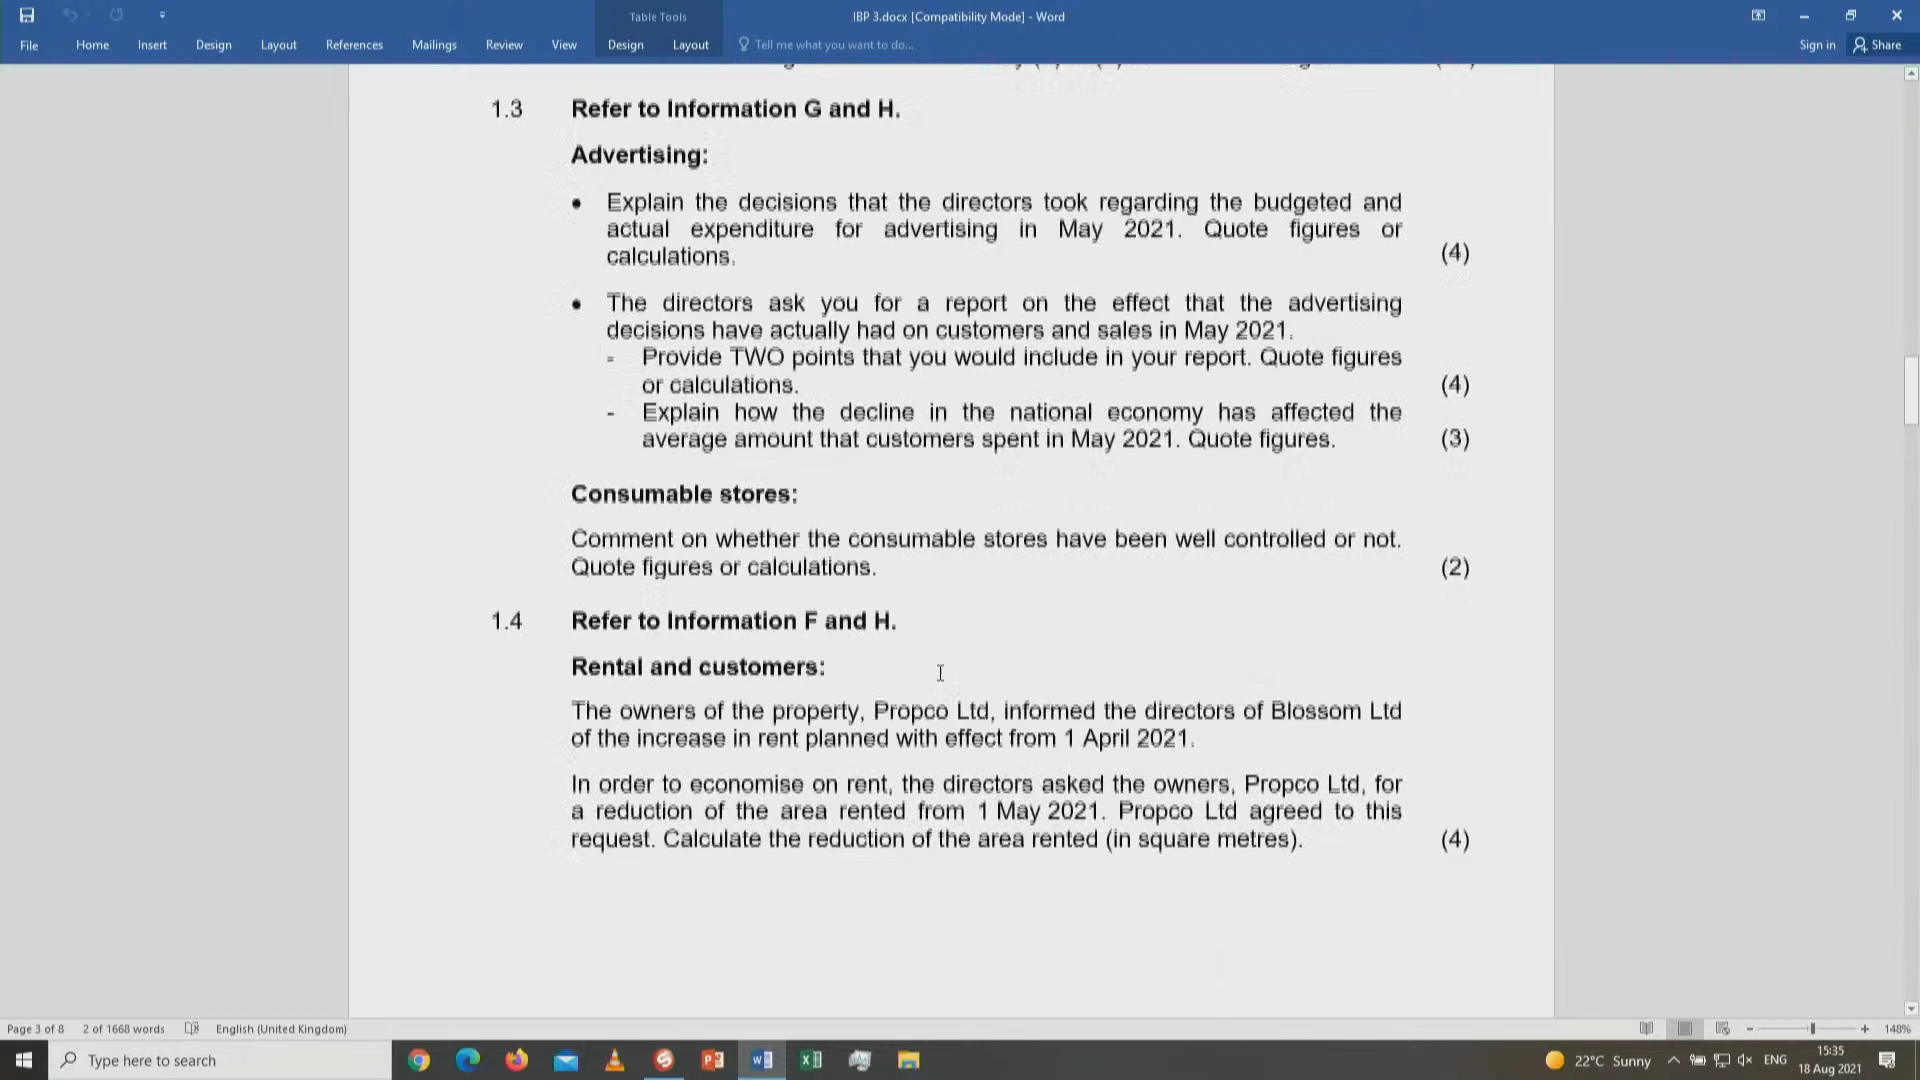 Table Tools
IBP 3.docx [Compatibility Mode] - Word
File Home Insert Design Layout References Mailings Review View Design Layout Tell me what you want to do... Sign in Share
1.3 Refer to Information G and H.
Advertising:
• Explain the decisions that the directors took regarding the budgeted and
actual expenditure for advertising in May 2021. Quote figures or
calculations. (4)
• The directors ask you for a report on the effect that the advertising
decisions have actually had on customers and sales in May 2021.
- Provide TWO points that you would include in your report. Quote figures
or calculations. (4)
- Explain how the decline in the national economy has affected the
average amount that customers spent in May 2021. Quote figures. (3)
Consumable stores:
Comment on whether the consumable stores have been well controlled or not.
Quote figures or calculations. (2)
1.4 Refer to Information F and H.
Rental and customers:
The owners of the property, Propco Ltd, informed the directors of Blossom Ltd
of the increase in rent planned with effect from 1 April 2021.
In order to economise on rent, the directors asked the owners, Propco Ltd, for
a reduction of the area rented from 1 May 2021. Propco Ltd agreed to this
request. Calculate the reduction of the area rented (in square metres). (4)
Page 3 of 8 2 of 1668 words English (United Kingdom) 148%
Type here to search 22°C Sunny ENG 15:35
18 Aug 2021